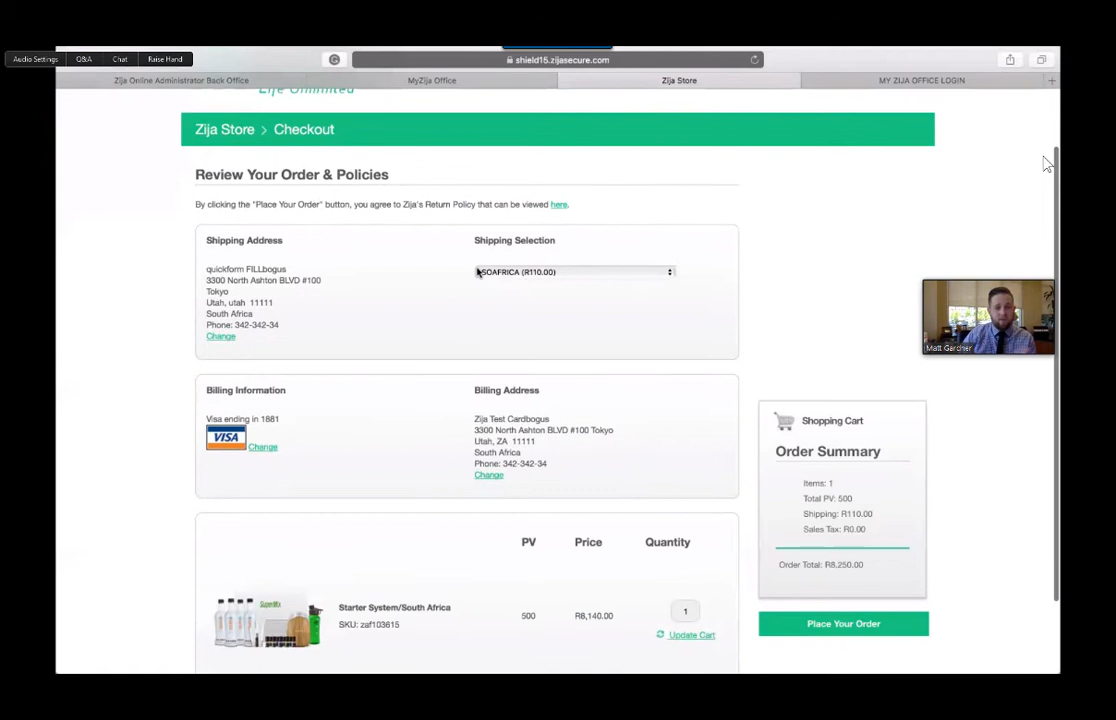 Audio Settings Q&A Chat Raise Hand
shield15.zijasecure.com
Zija Online Administrator Back Office MyZija Office Zija Store MY ZIJA OFFICE LOGIN
Life Unlimited
Zija Store > Checkout
Review Your Order & Policies
By clicking the "Place Your Order" button, you agree to Zija's Return Policy that can be viewed here.
Shipping Address
quickform FILLbogus
3300 North Ashton BLVD #100
Tokyo
Utah, utah 11111
South Africa
Phone: 342-342-34
Change
Shipping Selection
SOAFRICA (R110.00)
Matt Gardner
Billing Information
Visa ending in 1881
VISA Change
Billing Address
Zija Test Cardbogus
3300 North Ashton BLVD #100 Tokyo
Utah, ZA 11111
South Africa
Phone: 342-342-34
Change
Shopping Cart
Order Summary
Items: 1
Total PV: 500
Shipping: R110.00
Sales Tax: R0.00
Order Total: R8,250.00
Place Your Order
PV Price Quantity
SuperMix
Starter System/South Africa
SKU: zaf103615
500 R8,140.00 1
Update Cart